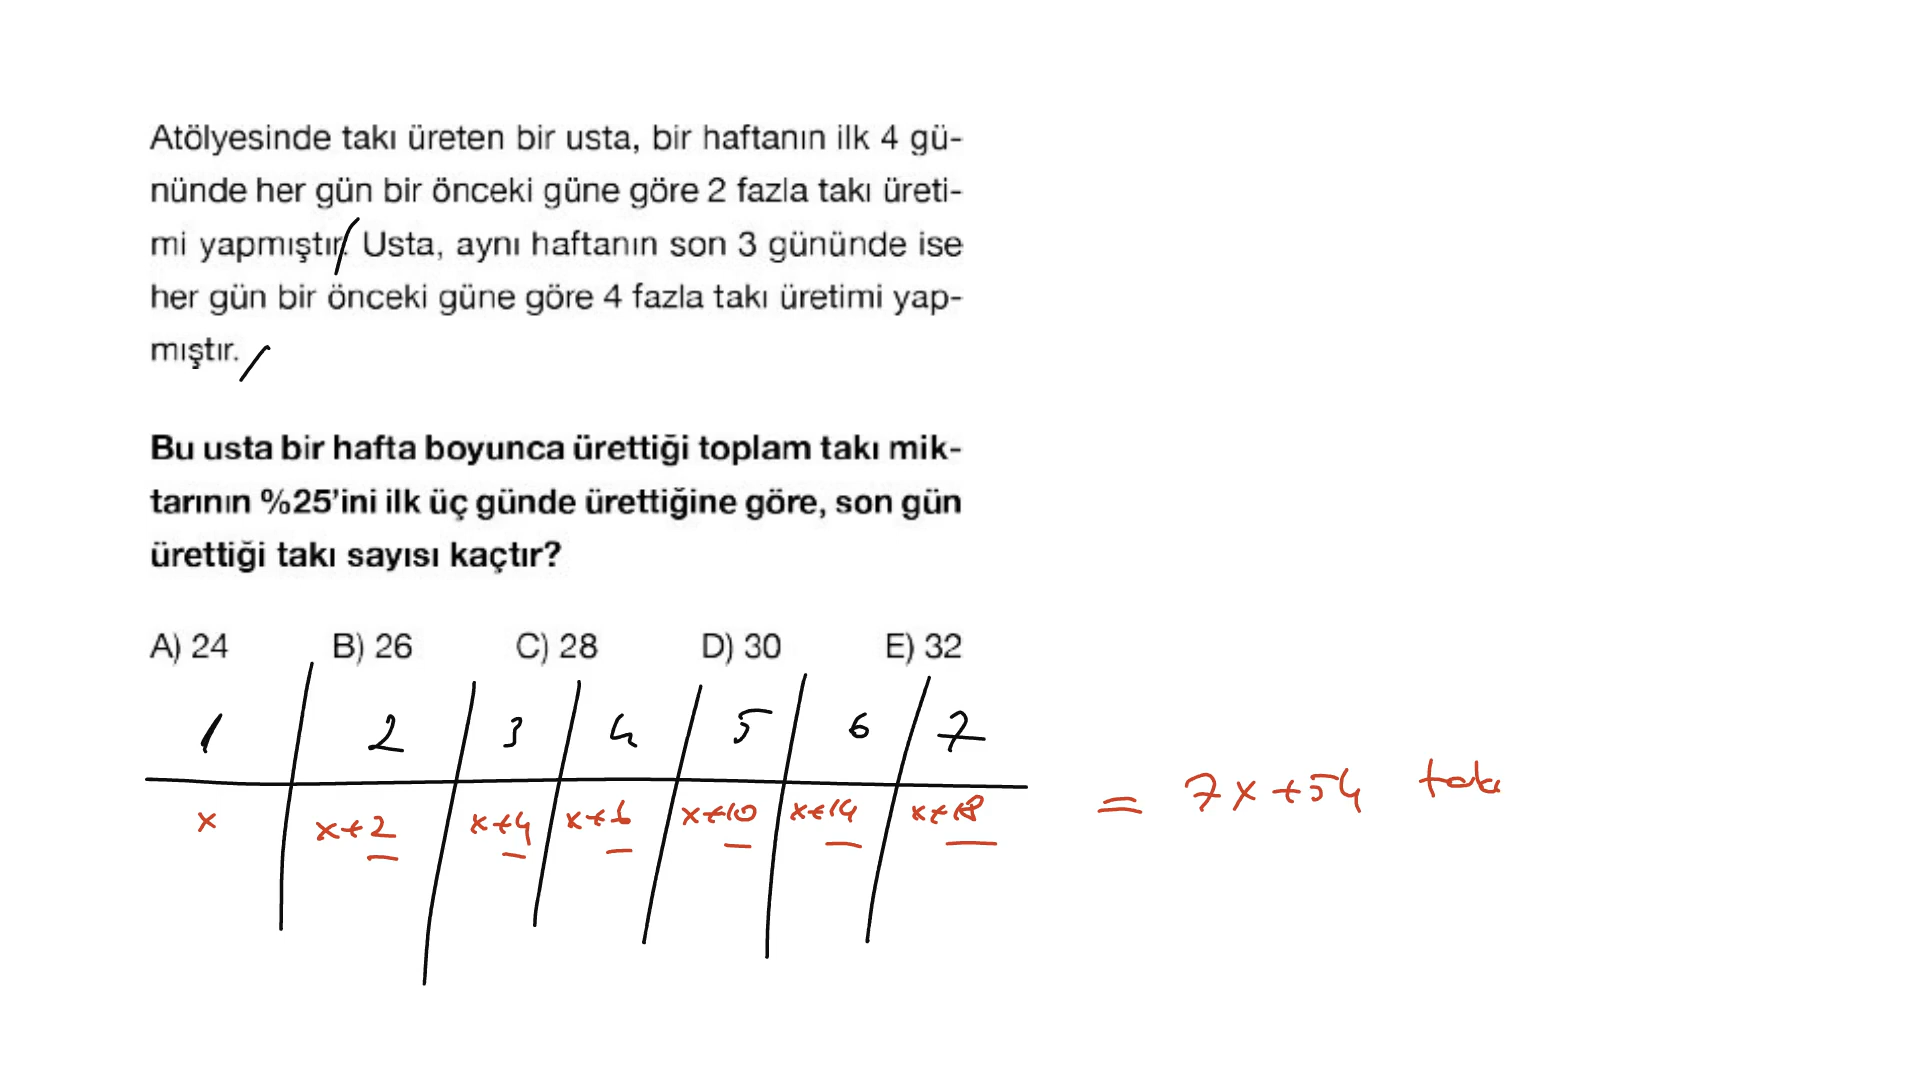 Atölyesinde takı üreten bir usta, bir haftanın ilk 4 gü-
nünde her gün bir önceki güne göre 2 fazla takı üreti-
mi yapmıştır. Usta, aynı haftanın son 3 gününde ise
her gün bir önceki güne göre 4 fazla takı üretimi yap-
mıştır.
Bu usta bir hafta boyunca ürettiği toplam takı mik-
tarının %25'ini ilk üç günde ürettiğine göre, son gün
ürettiği takı sayısı kaçtır?
A) 24 B) 26 C) 28 D) 30 E) 32
1 2 3 4 5 6 7
x x+2 x+4 x+6 x+10 x+14 x+18 = 7x+54 takı